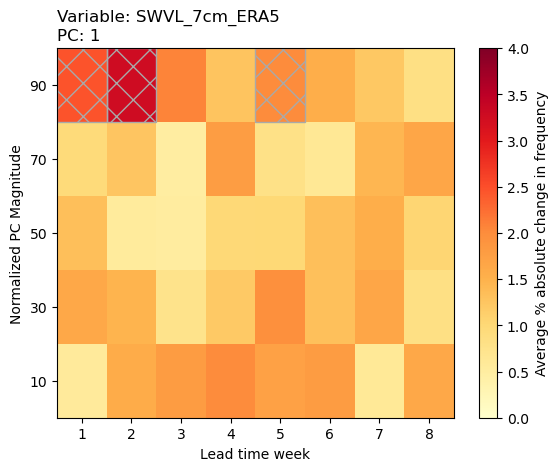 Variable: SWVL_7cm_ERA5
PC: 1
Normalized PC Magnitude
90
70
50
30
10
1 2 3 4 5 6 7 8
Lead time week
4.0
3.5
3.0
2.5
2.0
1.5
1.0
0.5
0.0
Average % absolute change in frequency